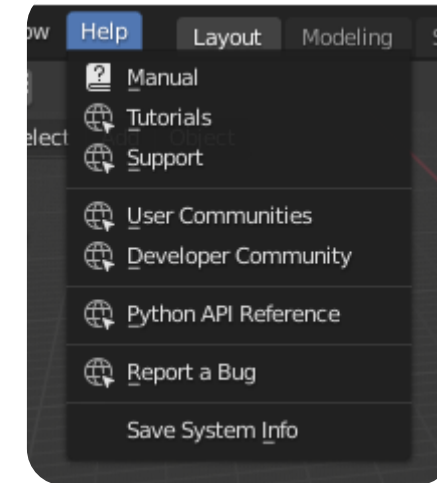 Help Layout Modeling
Manual
Tutorials
Support
User Communities
Developer Community
Python API Reference
Report a Bug
Save System Info